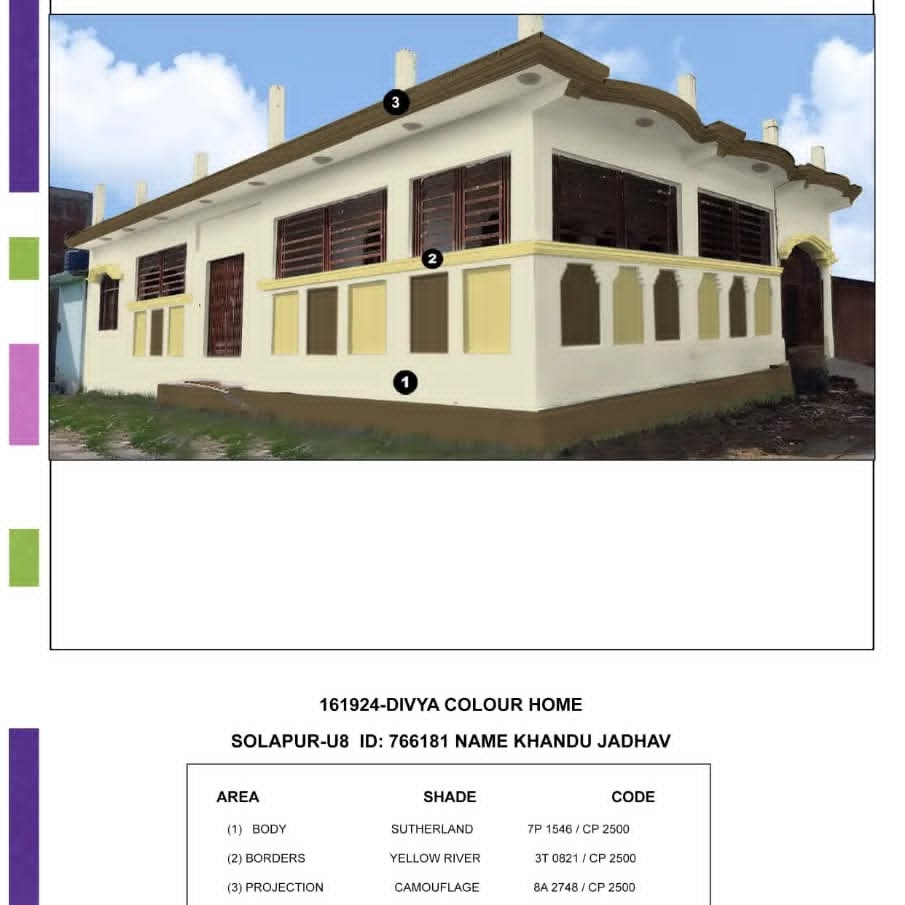 3
2
1
161924-DIVYA COLOUR HOME
SOLAPUR-U8 ID: 766181 NAME KHANDU JADHAV
AREA SHADE CODE
(1) BODY SUTHERLAND 7P 1546 / CP 2500
(2) BORDERS YELLOW RIVER 3T 0821 / CP 2500
(3) PROJECTION CAMOUFLAGE 8A 2748 / CP 2500